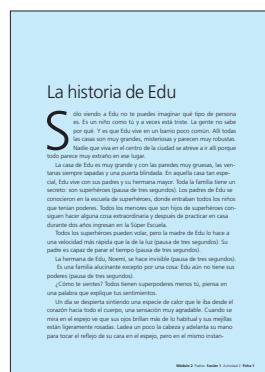 La historia de Edu
Sólo viendo a Edu no te puedes imaginar qué tipo de persona
es. Es un niño como tú y a veces está triste. La gente no sabe
por qué. Y es que Edu vive en un barrio poco común. Allí todas
las casas son muy grandes, misteriosas y parecen muy robustas.
Nadie que viva en el centro de la ciudad se atreve a ir allí porque
todo parece muy extraño en ese lugar.
La casa de Edu es muy grande y con las paredes muy gruesas, las ven-
tanas siempre tapadas y una puerta blindada. En aquella casa tan espe-
cial, Edu vive con sus padres y su hermana mayor. Toda la familia tiene un
secreto: son superhéroes (pausa de tres segundos). Los padres de Edu se
conocieron en la escuela de superhéroes, donde entraban todos los niños
que tenían poderes. Todos los menores que son hijos de superhéroes con-
siguen hacer alguna cosa extraordinaria y después de practicar en casa
durante dos años ingresan en la Súper Escuela.
Todos los superhéroes pueden volar, pero la madre de Edu lo hace a
una velocidad más rápida que la de la luz (pausa de tres segundos). Su
padre es capaz de parar el tiempo (pausa de tres segundos).
La hermana de Edu, Noemi, se hace invisible (pausa de tres segundos).
Es una familia alucinante excepto por una cosa: Edu aún no tiene sus
poderes (pausa de tres segundos).
¿Cómo te sientes? Todos tienen superpoderes menos tú, piensa en
una palabra que explique tus sentimientos.
Un día se despierta sintiendo una especie de calor que le iba desde el
corazón hacia todo el cuerpo, una sensación muy agradable. Cuando se
mira en el espejo ve que sus ojos brillan más de lo habitual y sus mejillas
están ligeramente rosadas. Ladea un poco la cabeza y adelanta su mano
para tocar el reflejo de su cara en el espejo, pero en el mismo instan-
Módulo 2 Padres Sesión 1 Actividad 2 Ficha 1